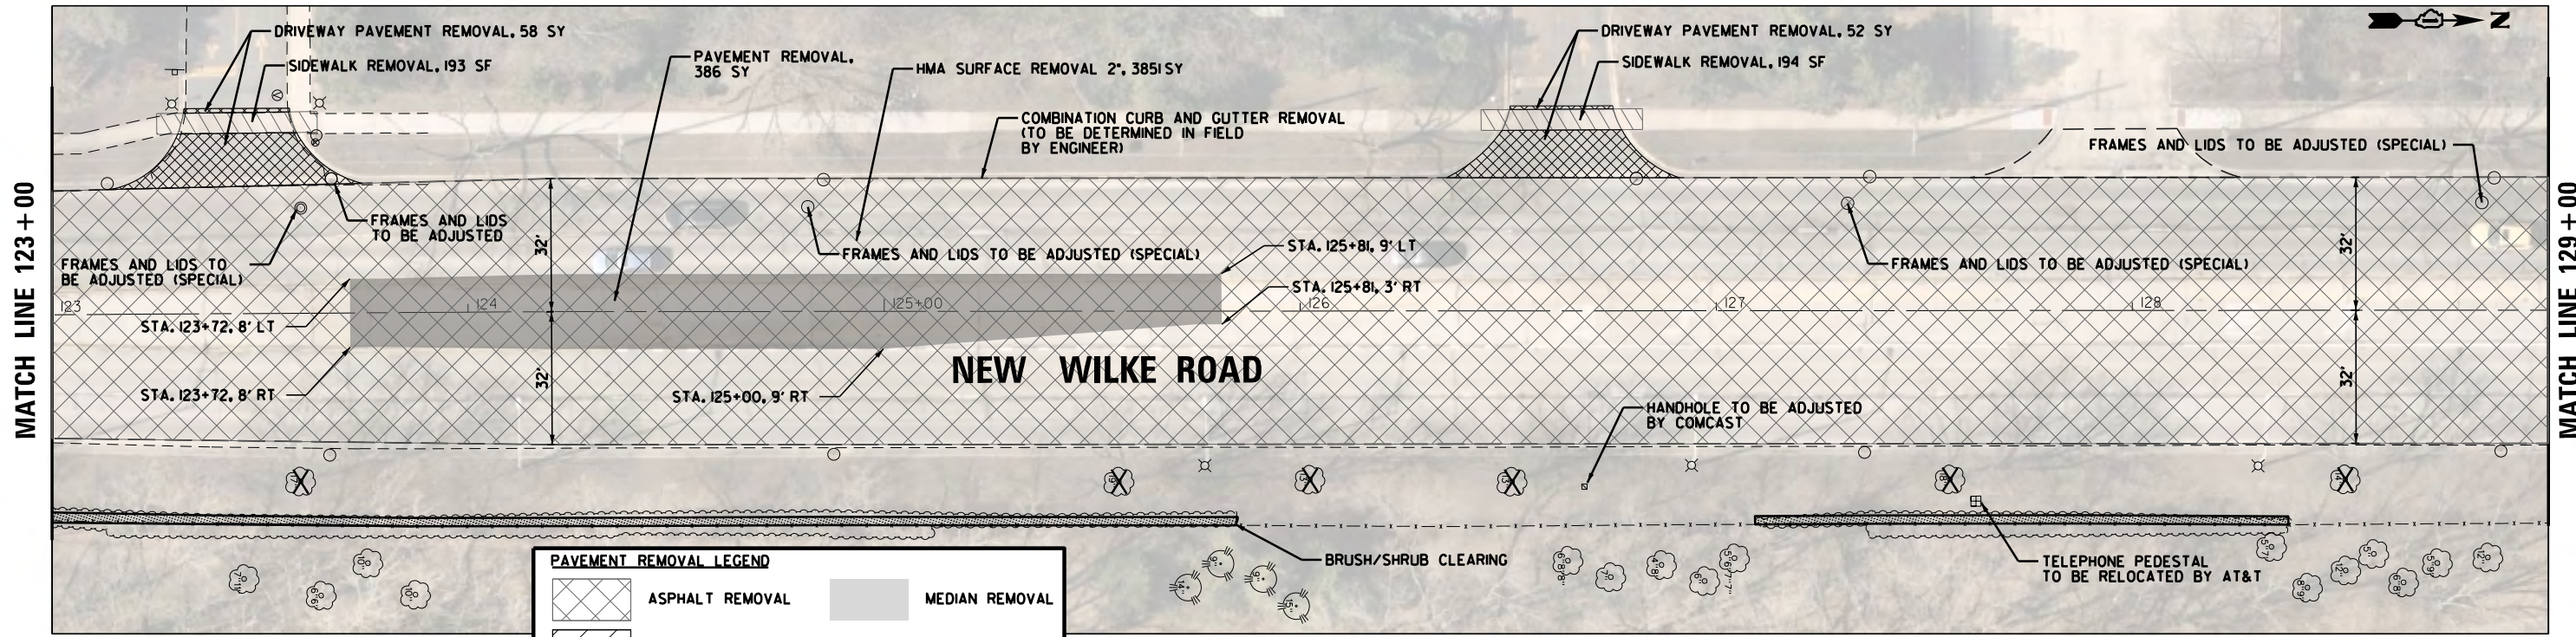 DRIVEWAY PAVEMENT REMOVAL, 58 SY
SIDEWALK REMOVAL, 193 SF
PAVEMENT REMOVAL,
386 SY
HMA SURFACE REMOVAL 2", 3851 SY
COMBINATION CURB AND GUTTER REMOVAL
(TO BE DETERMINED IN FIELD
BY ENGINEER)
DRIVEWAY PAVEMENT REMOVAL, 52 SY
SIDEWALK REMOVAL, 194 SF
N
FRAMES AND LIDS TO BE ADJUSTED (SPECIAL)
MATCH LINE 123+00
MATCH LINE 129+00
FRAMES AND LIDS
TO BE ADJUSTED
FRAMES AND LIDS TO
BE ADJUSTED (SPECIAL)
32'
FRAMES AND LIDS TO BE ADJUSTED (SPECIAL)
STA. 125+81, 9' LT
STA. 125+81, 3' RT
FRAMES AND LIDS TO BE ADJUSTED (SPECIAL)
32'
123
124
125+00
126
127
128
STA. 123+72, 8' LT
STA. 123+72, 8' RT
32'
STA. 125+00, 9' RT
NEW WILKE ROAD
32'
HANDHOLE TO BE ADJUSTED
BY COMCAST
BRUSH/SHRUB CLEARING
TELEPHONE PEDESTAL
TO BE RELOCATED BY AT&T
PAVEMENT REMOVAL LEGEND
ASPHALT REMOVAL
MEDIAN REMOVAL